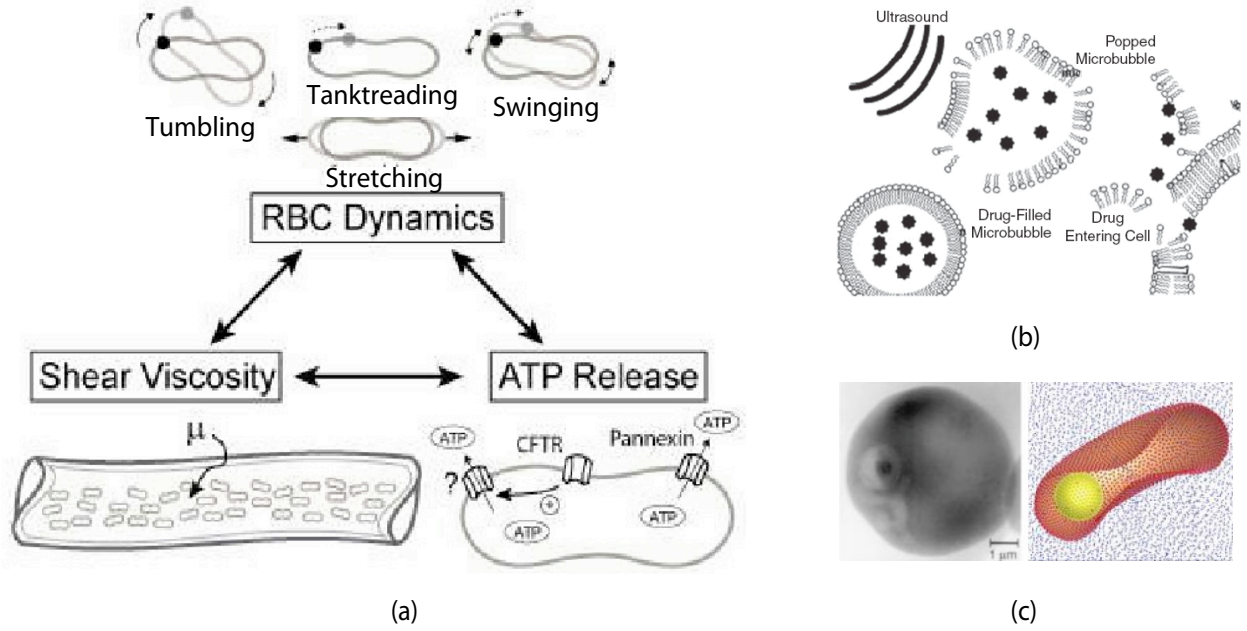 Tumbling
Tanktreading
Swinging
Stretching
RBC Dynamics
Shear Viscosity
ATP Release
μ
ATP
CFTR
Pannexin
ATP
?
+
ATP
ATP
(a)
Ultrasound
Popped
Microbubble
Drug-Filled
Microbubble
Drug
Entering Cell
(b)
1 μm
(c)